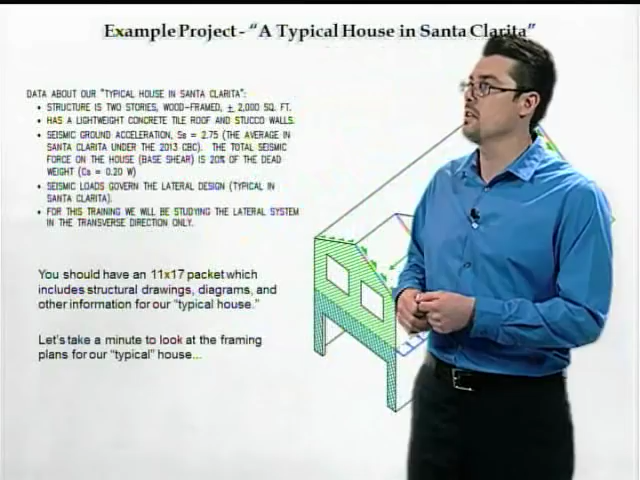 Example Project - "A Typical House in Santa Clarita"
DATA ABOUT OUR "TYPICAL HOUSE IN SANTA CLARITA":
• STRUCTURE IS TWO STORIES, WOOD-FRAMED, ± 2,000 SQ. FT.
• HAS A LIGHTWEIGHT CONCRETE TILE ROOF AND STUCCO WALLS.
• SEISMIC GROUND ACCELERATION, Ss = 2.75 (THE AVERAGE IN
SANTA CLARITA UNDER THE 2013 CBC). THE TOTAL SEISMIC
FORCE ON THE HOUSE (BASE SHEAR) IS 20% OF THE DEAD
WEIGHT (Cs = 0.20 W)
• SEISMIC LOADS GOVERN THE LATERAL DESIGN (TYPICAL IN
SANTA CLARITA).
• FOR THIS TRAINING WE WILL BE STUDYING THE LATERAL SYSTEM
IN THE TRANSVERSE DIRECTION ONLY.
You should have an 11x17 packet which
includes structural drawings, diagrams, and
other information for our "typical house."
Let's take a minute to look at the framing
plans for our "typical" house...